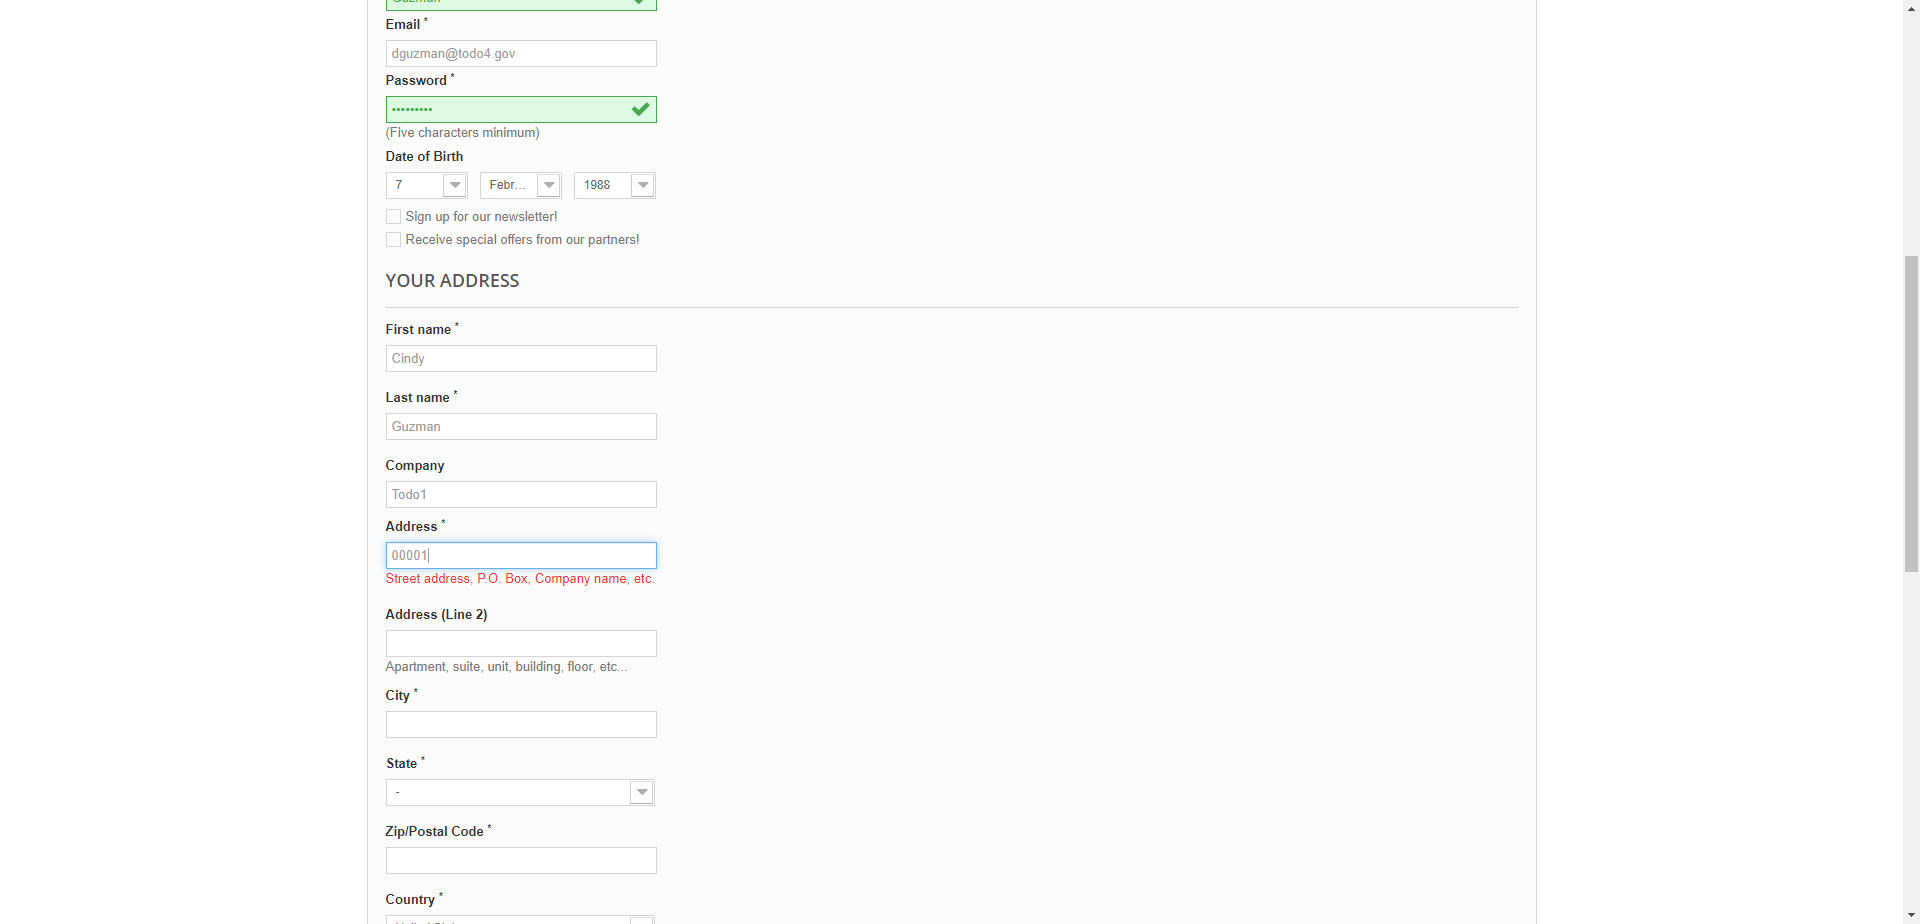 Guzman
Email *
dguzman@todo4.gov
Password *
•••••••••
(Five characters minimum)
Date of Birth
7 Febr... 1988
Sign up for our newsletter!
Receive special offers from our partners!
YOUR ADDRESS
First name *
Cindy
Last name *
Guzman
Company
Todo1
Address *
00001
Street address, P.O. Box, Company name, etc.
Address (Line 2)
Apartment, suite, unit, building, floor, etc...
City *
State *
-
Zip/Postal Code *
Country *